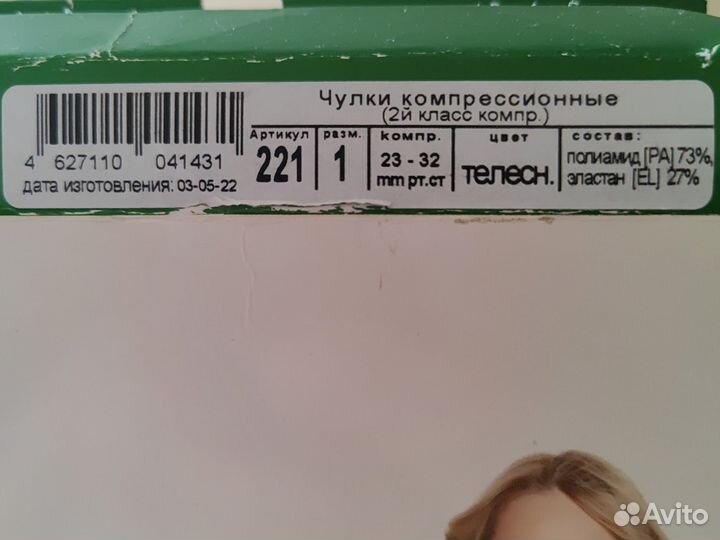 Чулки компрессионные
(2й класс компр.)
Артикул разм. компр. цвет состав:
221 1 23 - 32 mm рт.ст телесн. полиамид [PA] 73%,
эластан [EL] 27%
4 627110 041431
дата изготовления: 03-05-22
Avito